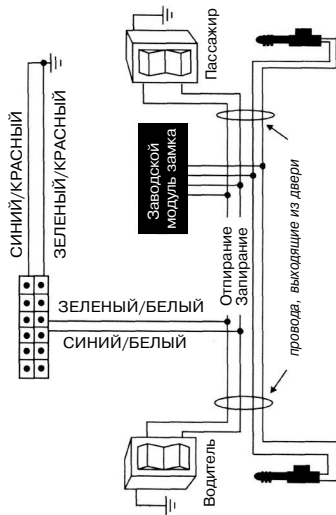 СИНИЙ/КРАСНЫЙ
ЗЕЛЕНЫЙ/КРАСНЫЙ
ЗЕЛЕНЫЙ/БЕЛЫЙ
СИНИЙ/БЕЛЫЙ
Водитель
Пассажир
Заводской
модуль замка
Отпирание
Запирание
провода, выходящие из двери